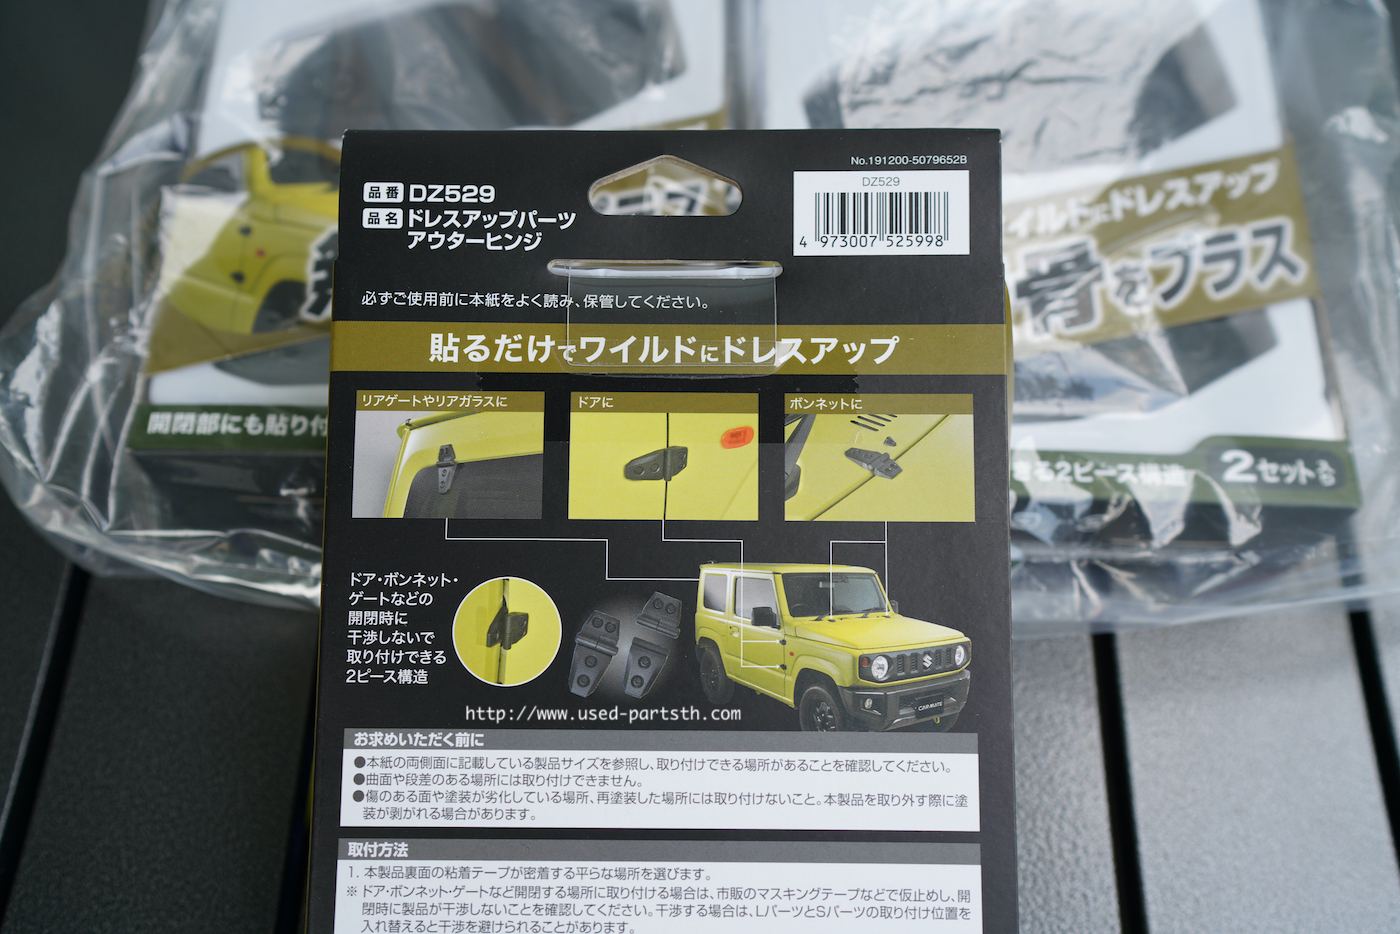 No.191200-5079652B
品番 DZ529
品名 ドレスアップパーツ
アウターヒンジ
DZ529
4 973007 525998
必ずご使用前に本紙をよく読み、保管してください。
貼るだけでワイルドにドレスアップ
リアゲートやリアガラスに
ドアに
ボンネットに
ドア・ボンネット・
ゲートなどの
開閉時に
干渉しないで
取り付けできる
2ピース構造
CARMATE
http://www.used-partsth.com
お求めいただく前に
●本紙の両側面に記載している製品サイズを参照し、取り付けできる場所があることを確認してください。
●曲面や段差のある場所には取り付けできません。
●傷のある面や塗装が劣化している場所、再塗装した場所には取り付けないこと。本製品を取り外す際に塗
装が剥がれる場合があります。
取付方法
1. 本製品裏面の粘着テープが密着する平らな場所を選びます。
※ ドア・ボンネット・ゲートなど開閉する場所に取り付ける場合は、市販のマスキングテープなどで仮止めし、開
閉時に製品が干渉しないことを確認してください。干渉する場合は、LパーツとSパーツの取り付け位置を
入れ替えると干渉を避けられることがあります。
開閉部にも貼り付
イルドにドレスアップ
骨をプラス
きる2ピース構造
2セット入り